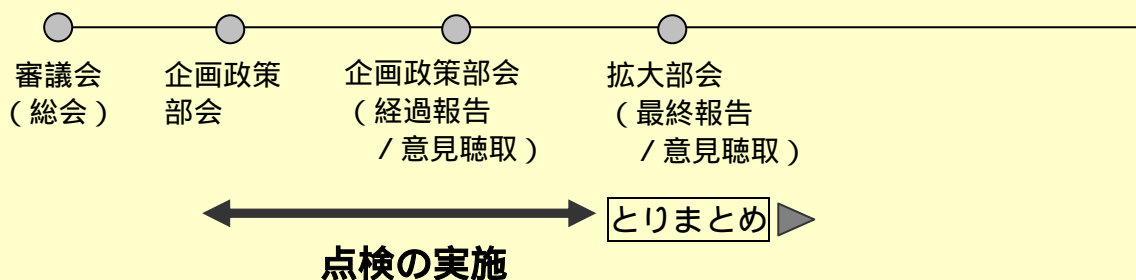 審議会
(総会)
企画政策
部会
企画政策部会
(経過報告
/意見聴取)
拡大部会
(最終報告
/意見聴取)
とりまとめ
点検の実施